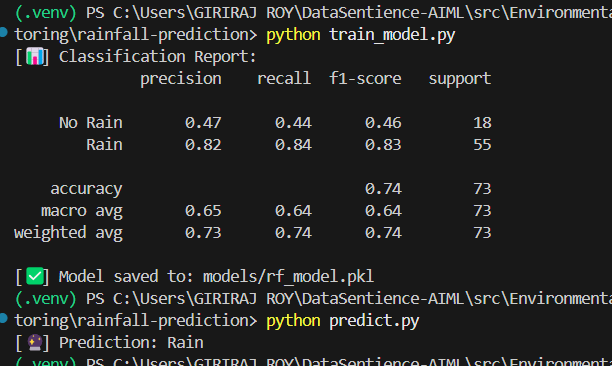 (.venv) PS C:\Users\GIRIRAJ ROY\DataSentience-AIML\src\Environmenta
toring\rainfall-prediction> python train_model.py
[📊] Classification Report:
precision recall f1-score support
No Rain 0.47 0.44 0.46 18
Rain 0.82 0.84 0.83 55
accuracy 0.74 73
macro avg 0.65 0.64 0.64 73
weighted avg 0.73 0.74 0.74 73
[✅] Model saved to: models/rf_model.pkl
(.venv) PS C:\Users\GIRIRAJ ROY\DataSentience-AIML\src\Environmenta
toring\rainfall-prediction> python predict.py
[🔮] Prediction: Rain
(.venv) PS C:\Users\GIRIRAJ ROY\DataSentience-AIML\src\Environmenta